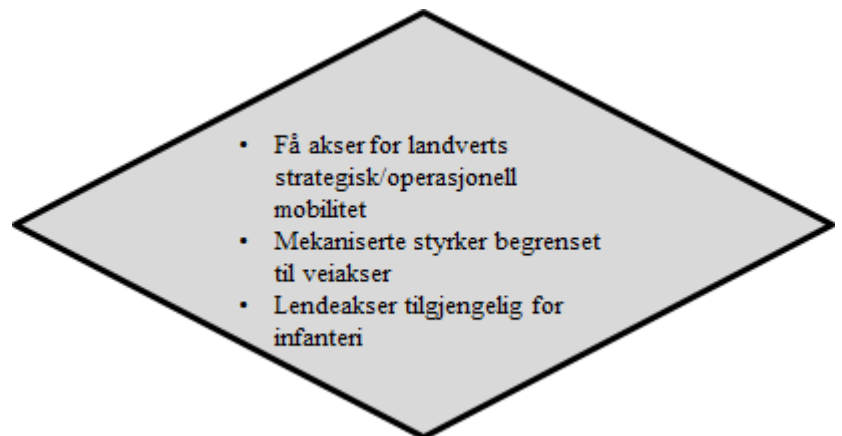 • Få akser for landverts
strategisk/operasjonell
mobilitet
• Mekaniserte styrker begrenset
til veiakser
• Lendeakser tilgjengelig for
infanteri